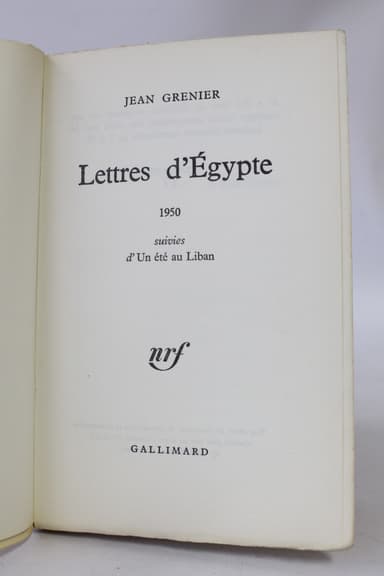 JEAN GRENIER
Lettres d'Égypte
1950
suivies
d'Un été au Liban
nrf
GALLIMARD